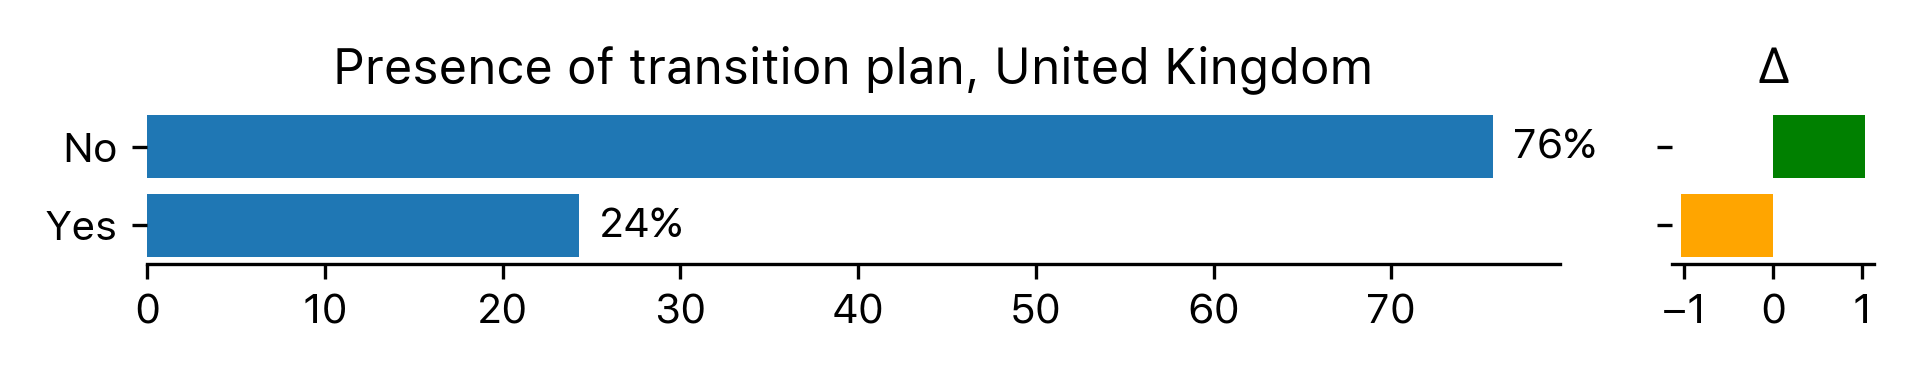 Presence of transition plan, United Kingdom
Δ
No
76%
Yes
24%
0 10 20 30 40 50 60 70
−1 0 1